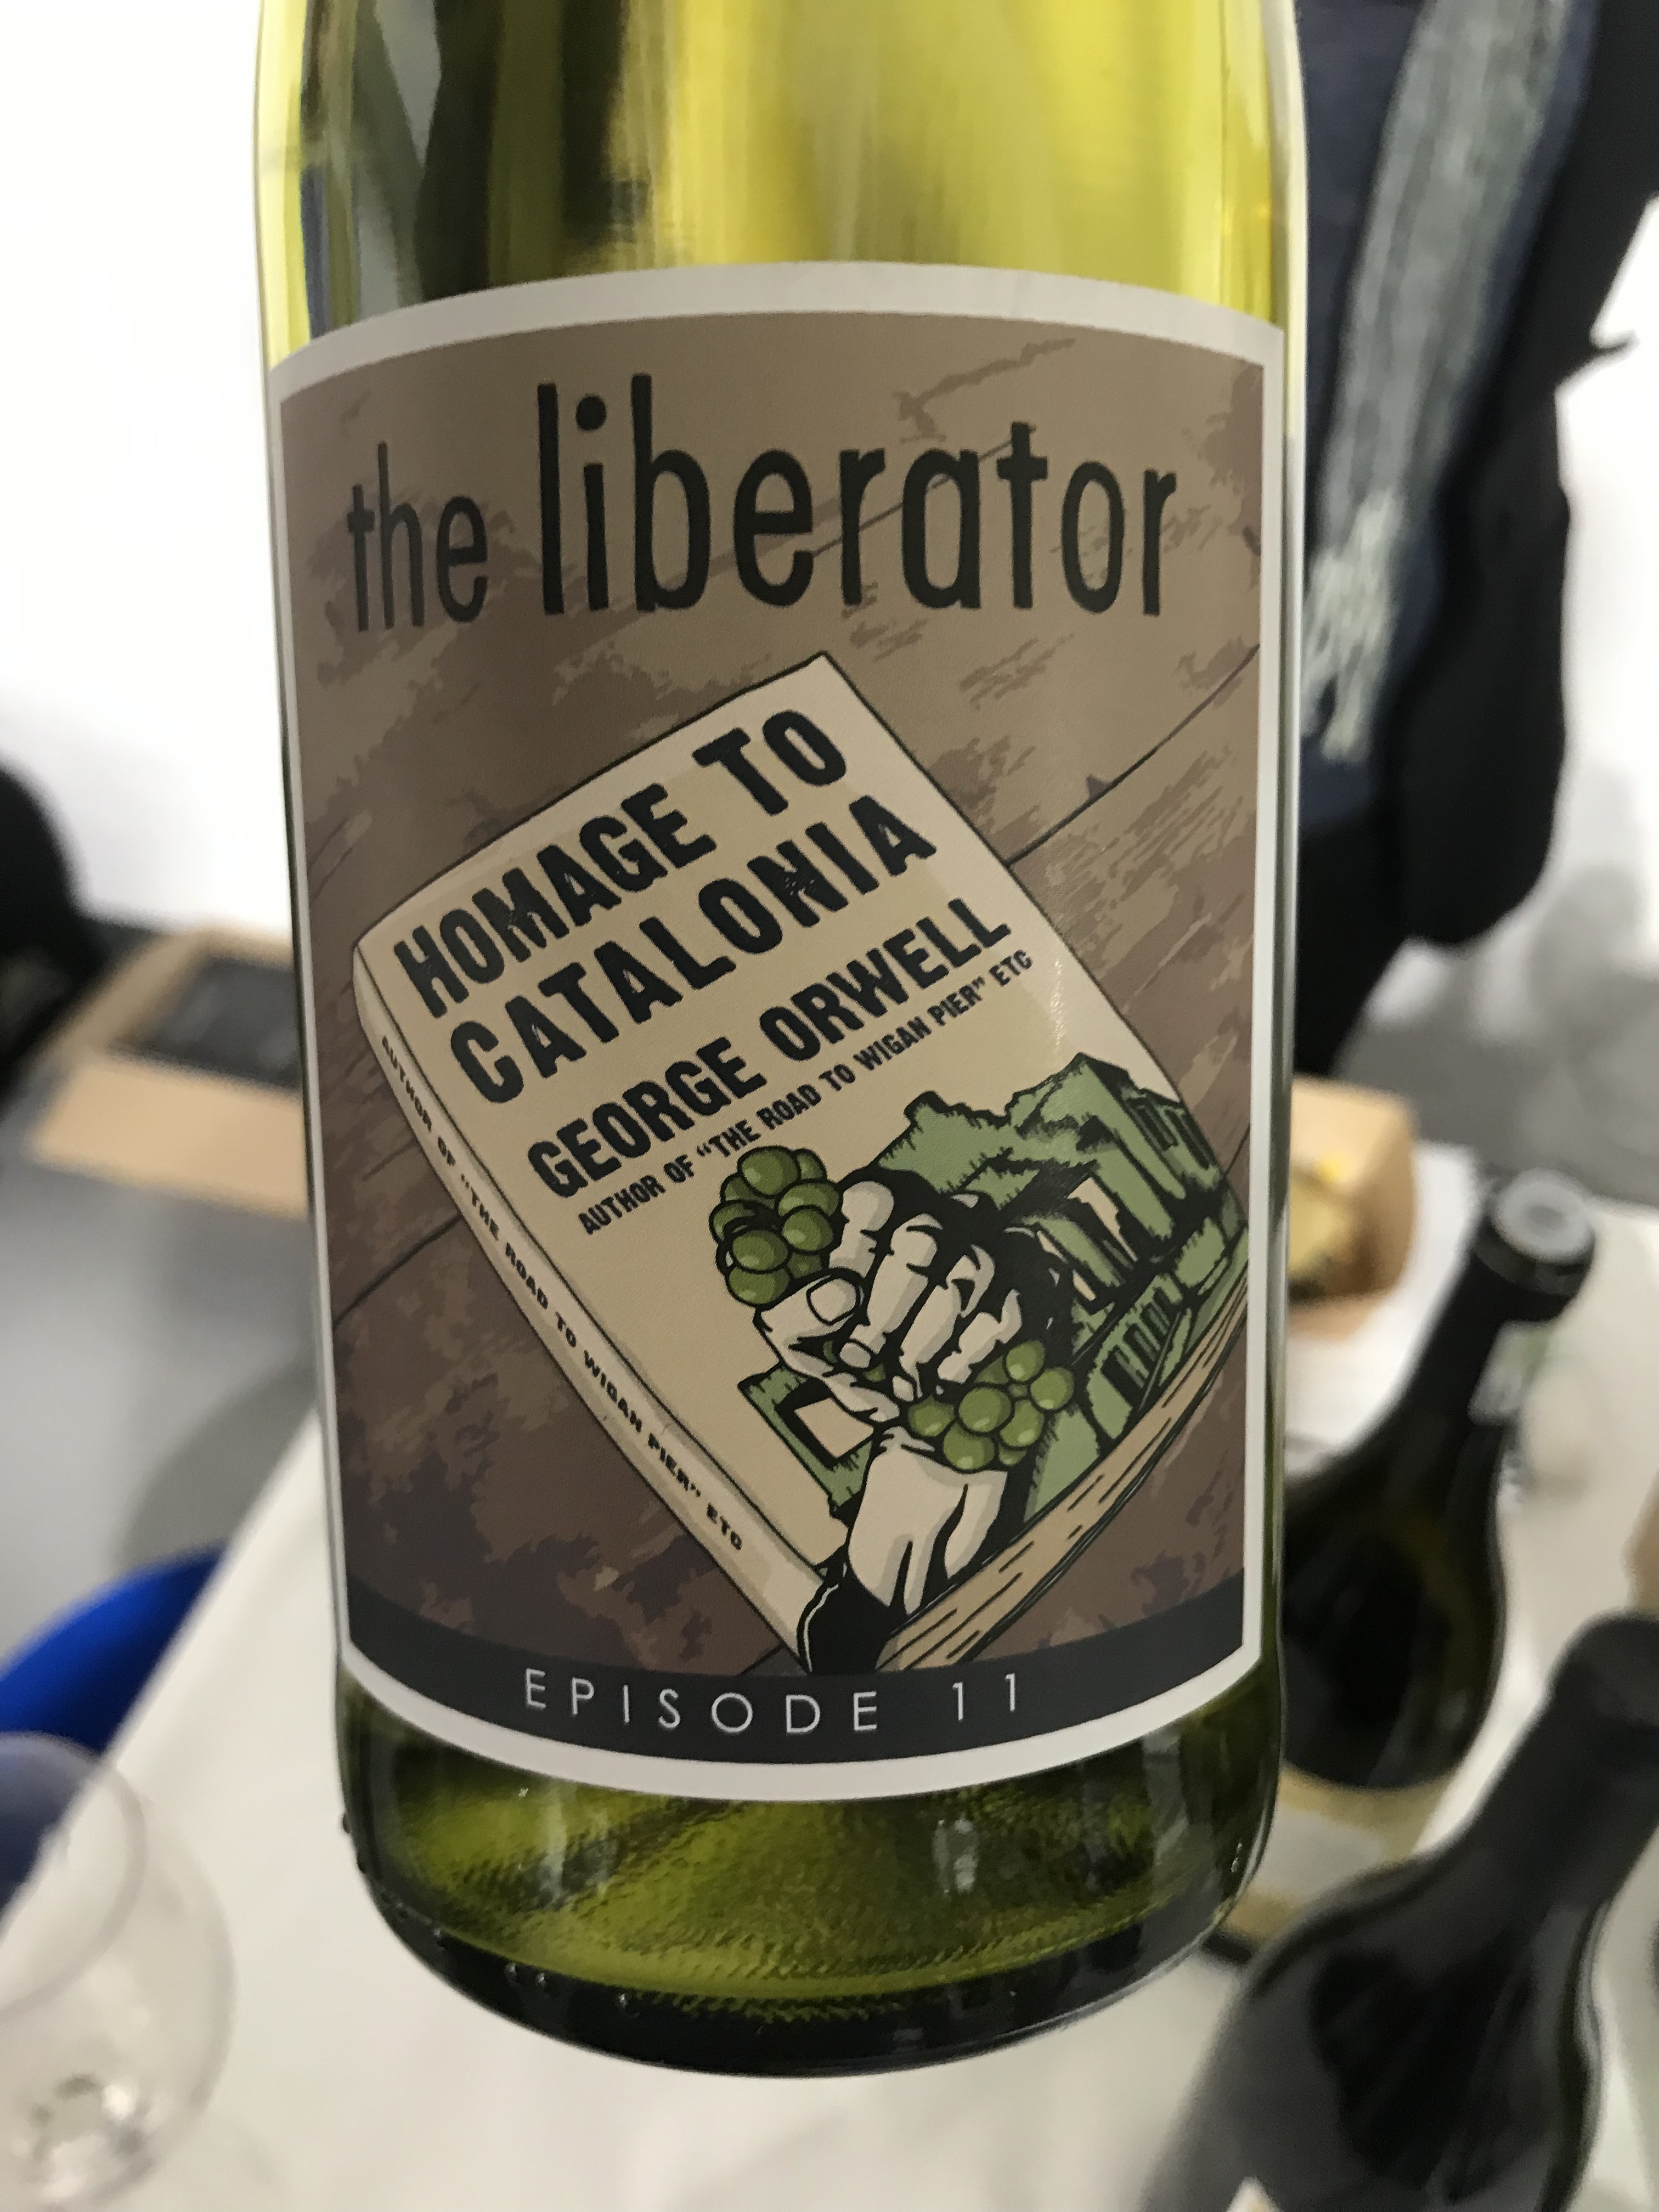 the liberator
HOMAGE TO
CATALONIA
GEORGE ORWELL
AUTHOR OF "THE ROAD TO WIGAN PIER" ETC
AUTHOR OF "THE ROAD TO WIGAN PIER" ETC
EPISODE 11